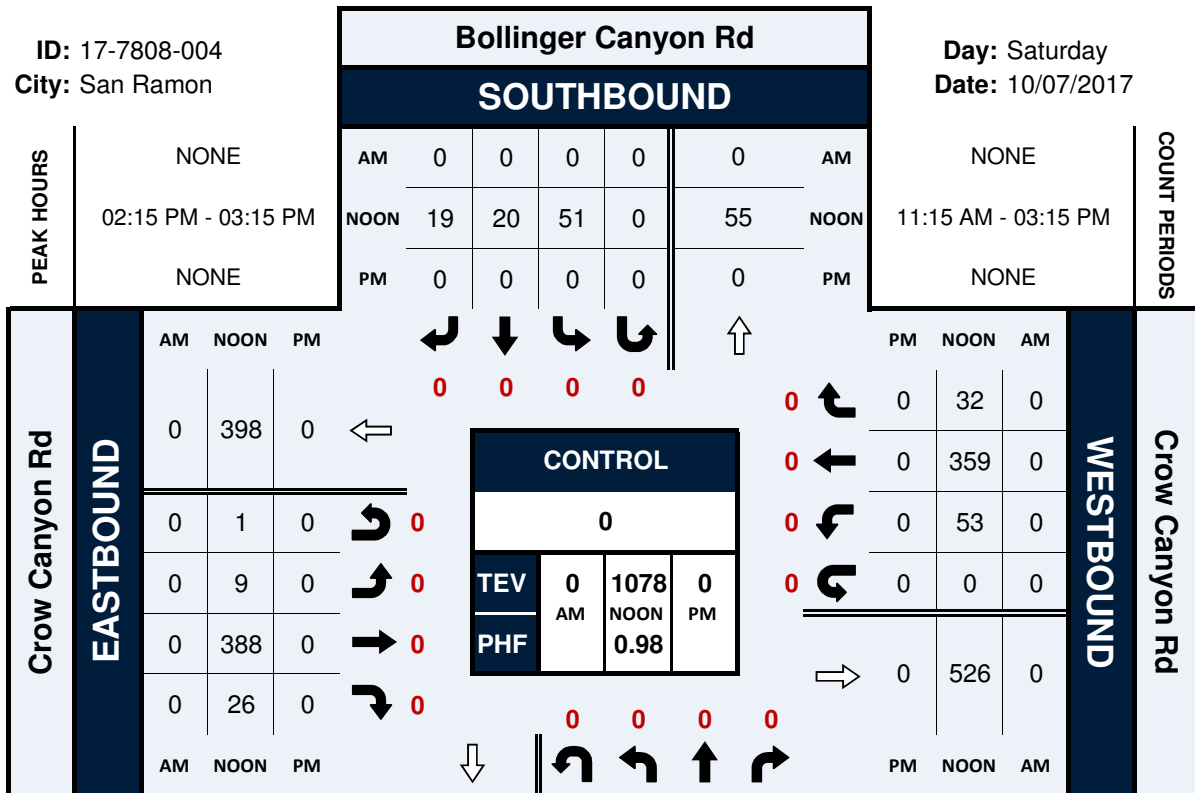 Bollinger Canyon Rd
SOUTHBOUND
ID: 17-7808-004
City: San Ramon
Day: Saturday
Date: 10/07/2017
PEAK HOURS
NONE
02:15 PM - 03:15 PM
NONE
AM 0 0 0 0 0 AM
NOON 19 20 51 0 55 NOON
PM 0 0 0 0 0 PM
NONE
11:15 AM - 03:15 PM
NONE
COUNT PERIODS
Crow Canyon Rd
EASTBOUND
AM NOON PM
0 398 0
0 1 0 0
0 9 0 0
0 388 0 0
0 26 0 0
AM NOON PM
0 0 0 0
CONTROL
0
TEV 0 1078 0
AM NOON PM
PHF 0.98
0 0 0 0
PM NOON AM
0 0 32 0
0 0 359 0
0 0 53 0
0 0 0 0
0 526 0
PM NOON AM
WESTBOUND
Crow Canyon Rd